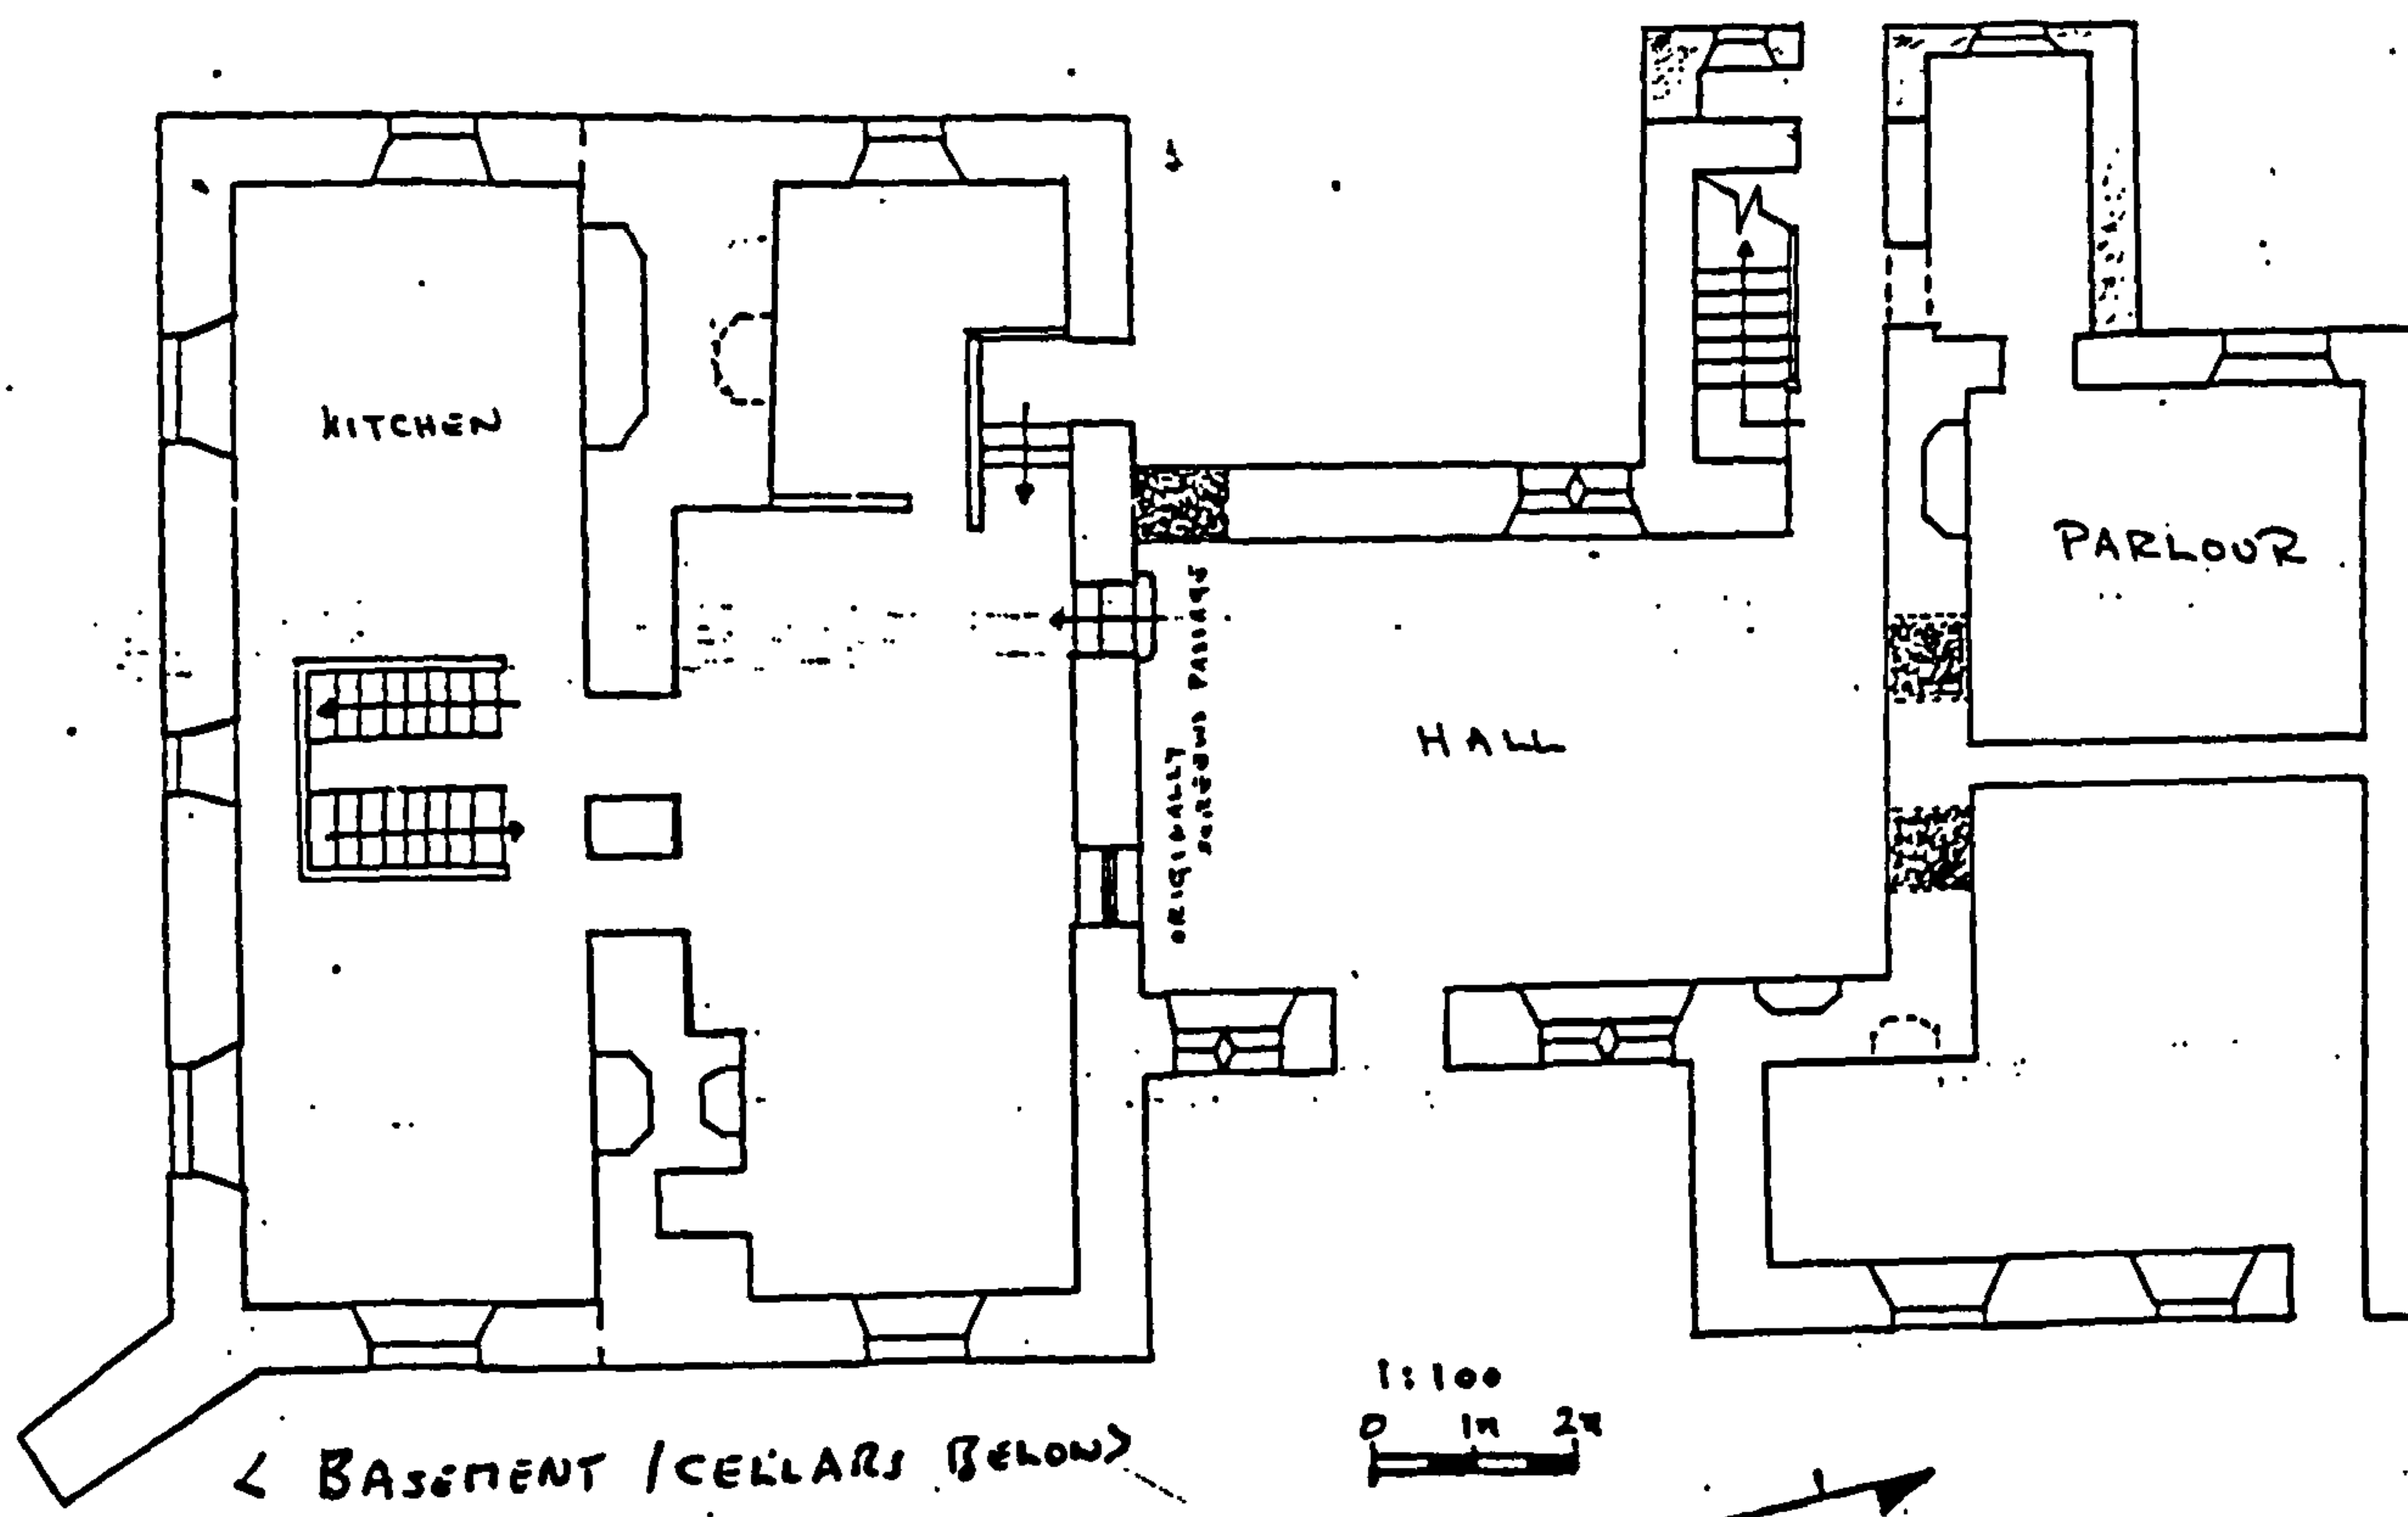 KITCHEN
PARLOUR
HALL
ORIGINALLY
SCREENS PASSAGE
1:100
0 1m 2m
< BASEMENT / CELLARS BELOW >